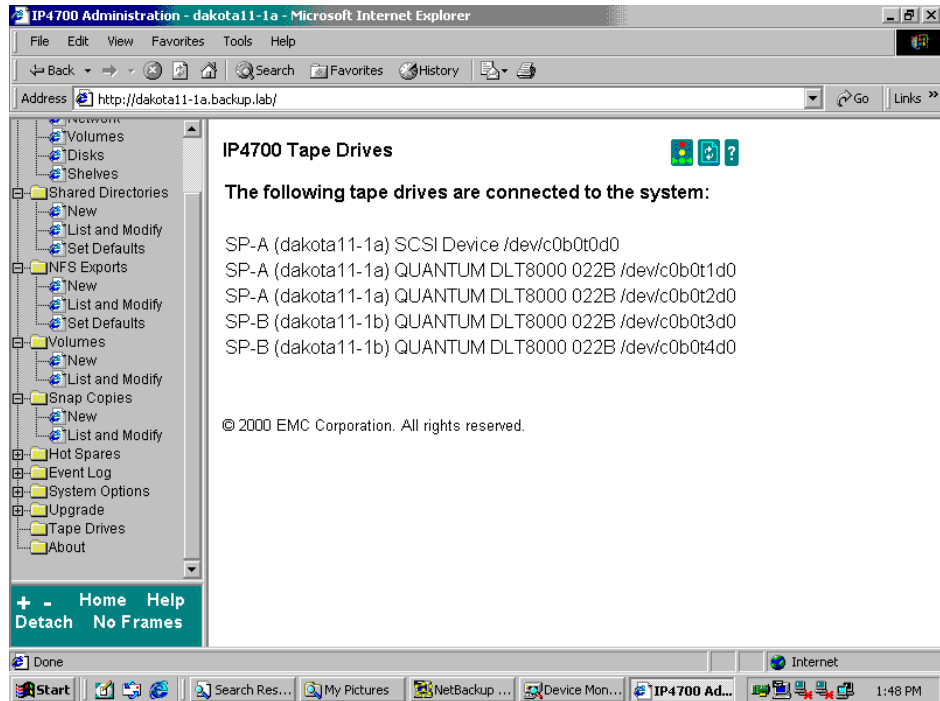 IP4700 Administration - dakota11-1a - Microsoft Internet Explorer
File Edit View Favorites Tools Help
Back Search Favorites History
Address http://dakota11-1a.backup.lab/ Go Links »
Network
Volumes
Disks
Shelves
Shared Directories
New
List and Modify
Set Defaults
NFS Exports
New
List and Modify
Set Defaults
Volumes
New
List and Modify
Snap Copies
New
List and Modify
Hot Spares
Event Log
System Options
Upgrade
Tape Drives
About
+ - Home Help
Detach No Frames
IP4700 Tape Drives
?
The following tape drives are connected to the system:
SP-A (dakota11-1a) SCSI Device /dev/c0b0t0d0
SP-A (dakota11-1a) QUANTUM DLT8000 022B /dev/c0b0t1d0
SP-A (dakota11-1a) QUANTUM DLT8000 022B /dev/c0b0t2d0
SP-B (dakota11-1b) QUANTUM DLT8000 022B /dev/c0b0t3d0
SP-B (dakota11-1b) QUANTUM DLT8000 022B /dev/c0b0t4d0
© 2000 EMC Corporation. All rights reserved.
Done Internet
Start Search Res... My Pictures NetBackup ... Device Mon... IP4700 Ad... 1:48 PM